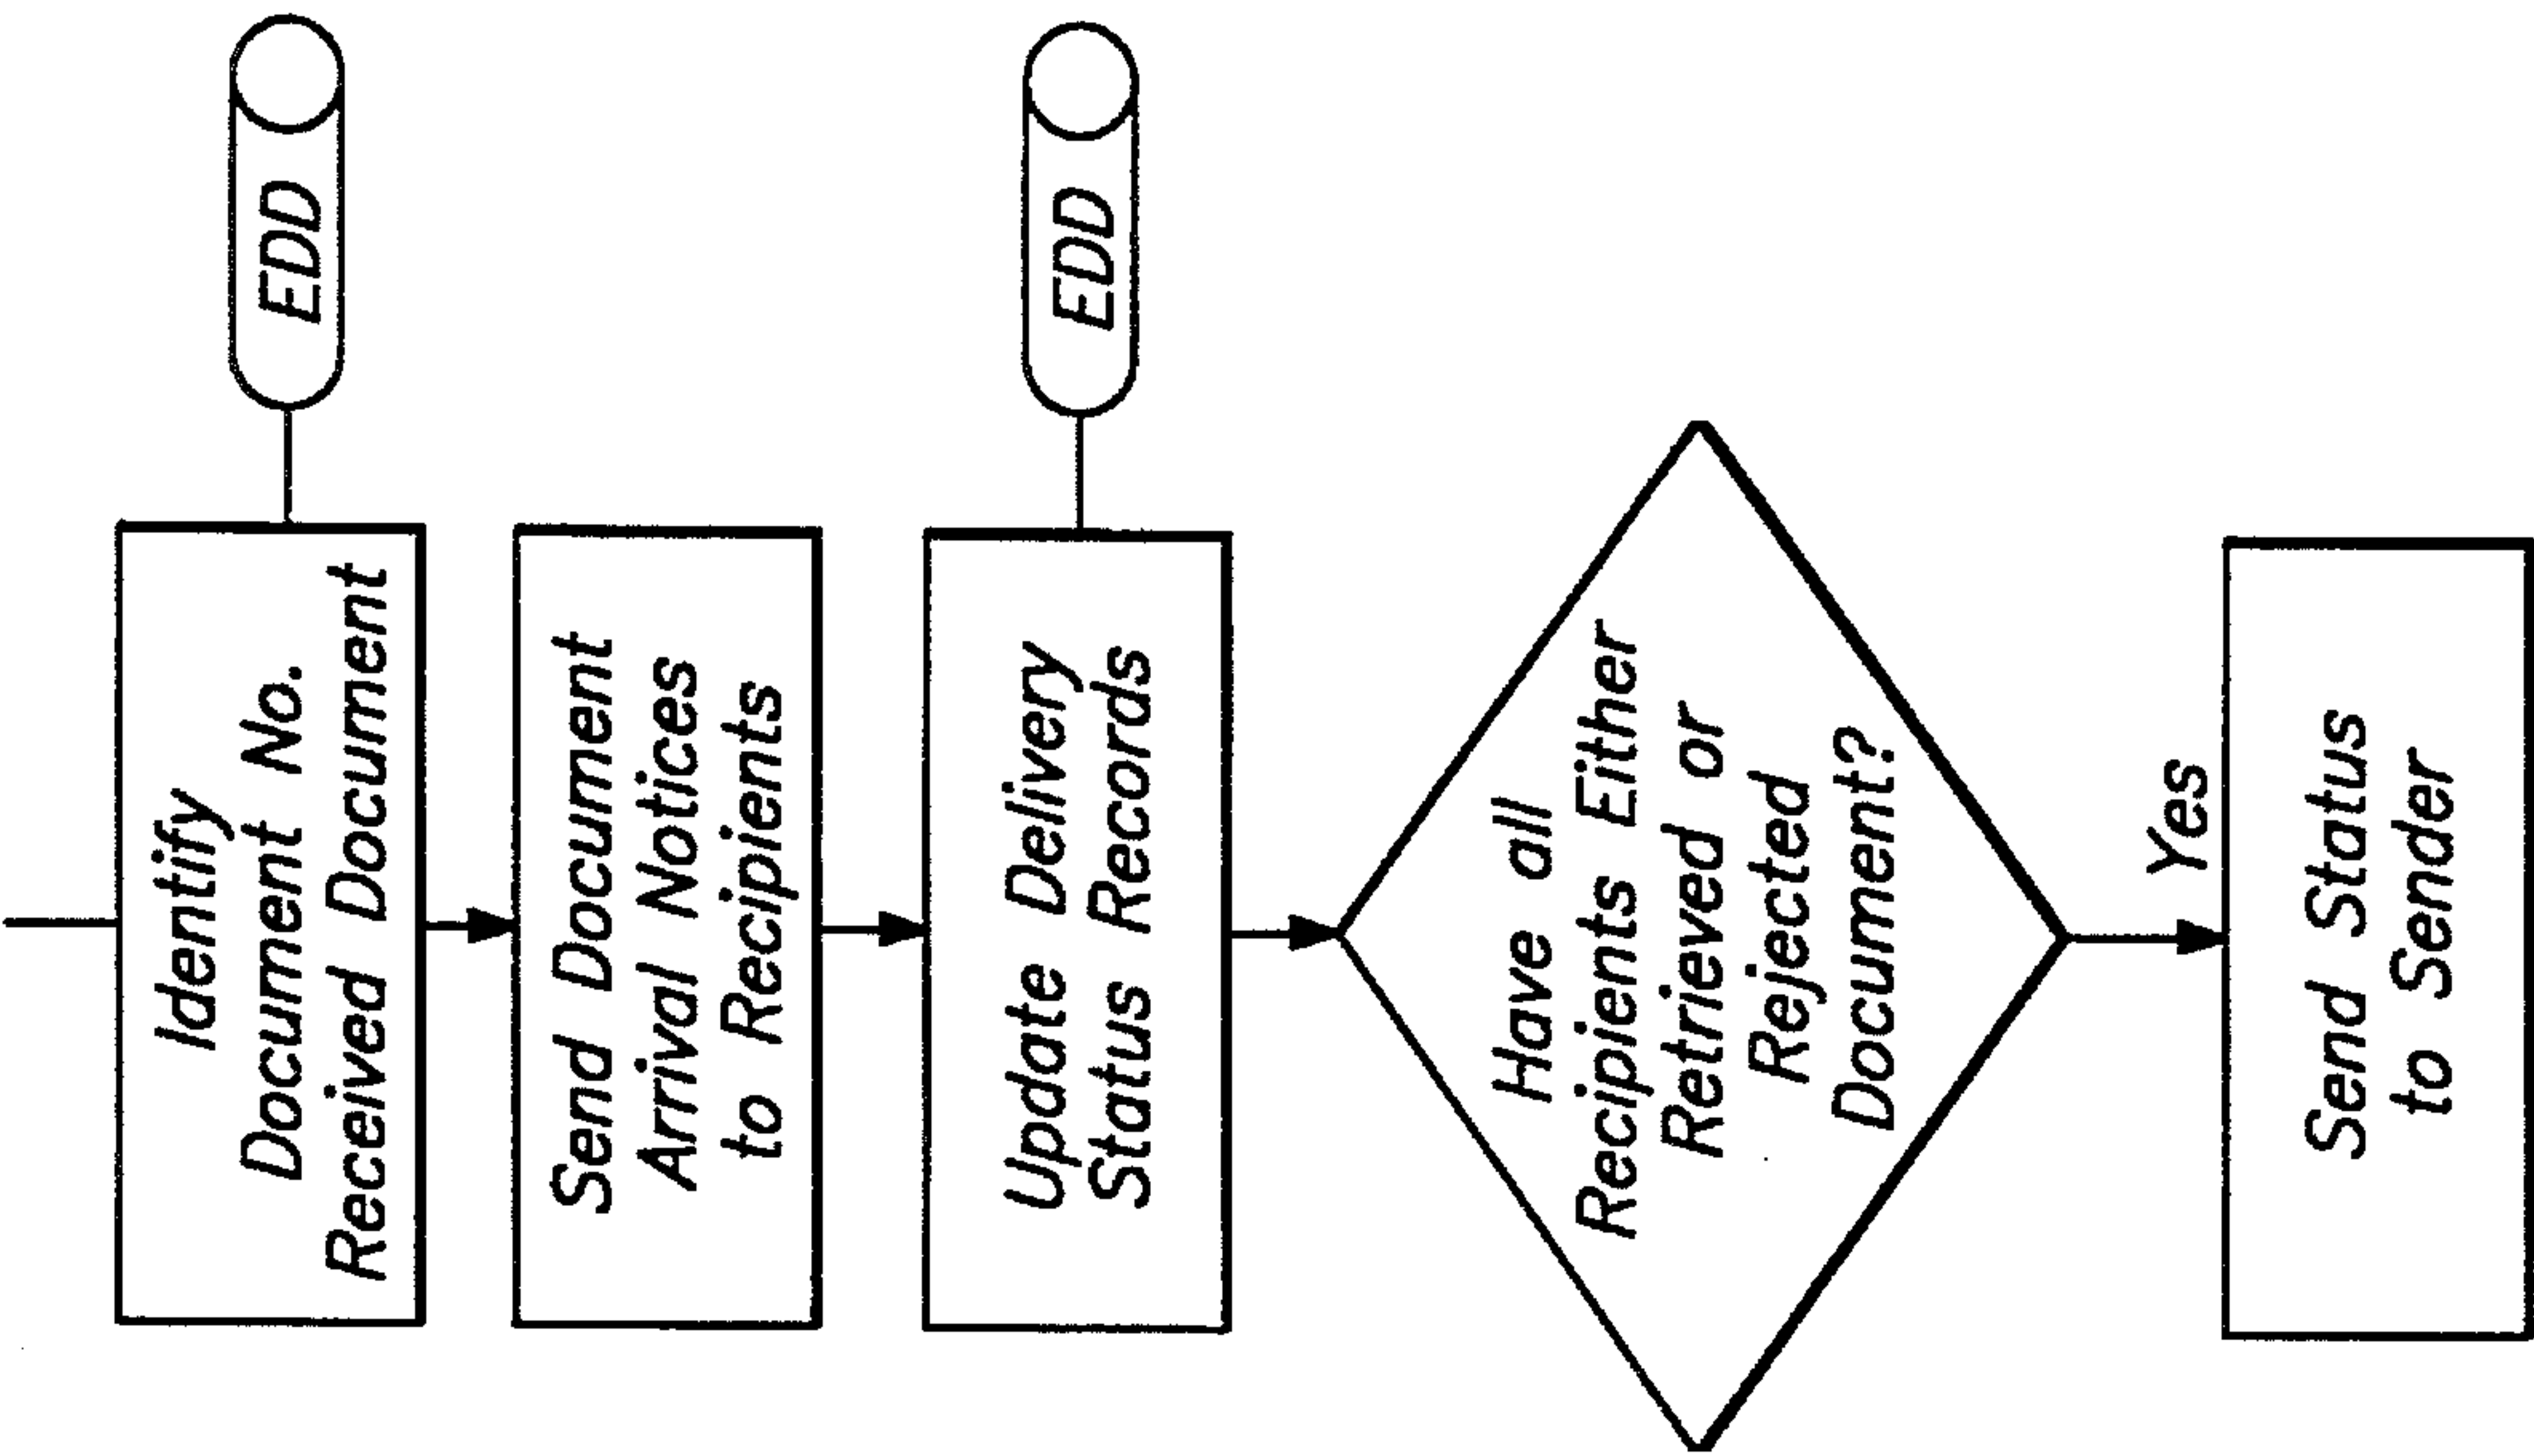 Identify
Document No.
Received Document
EDD
Send Document
Arrival Notices
to Recipients
Update Delivery
Status Records
EDD
Have all
Recipients Either
Retrieved or
Rejected
Document?
Yes
Send Status
to Sender